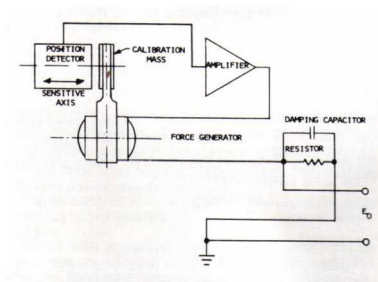 POSITION
DETECTOR
CALIBRATION
MASS
AMPLIFIER
SENSITIVE
AXIS
FORCE GENERATOR
DAMPING CAPACITOR
RESISTOR
E₀